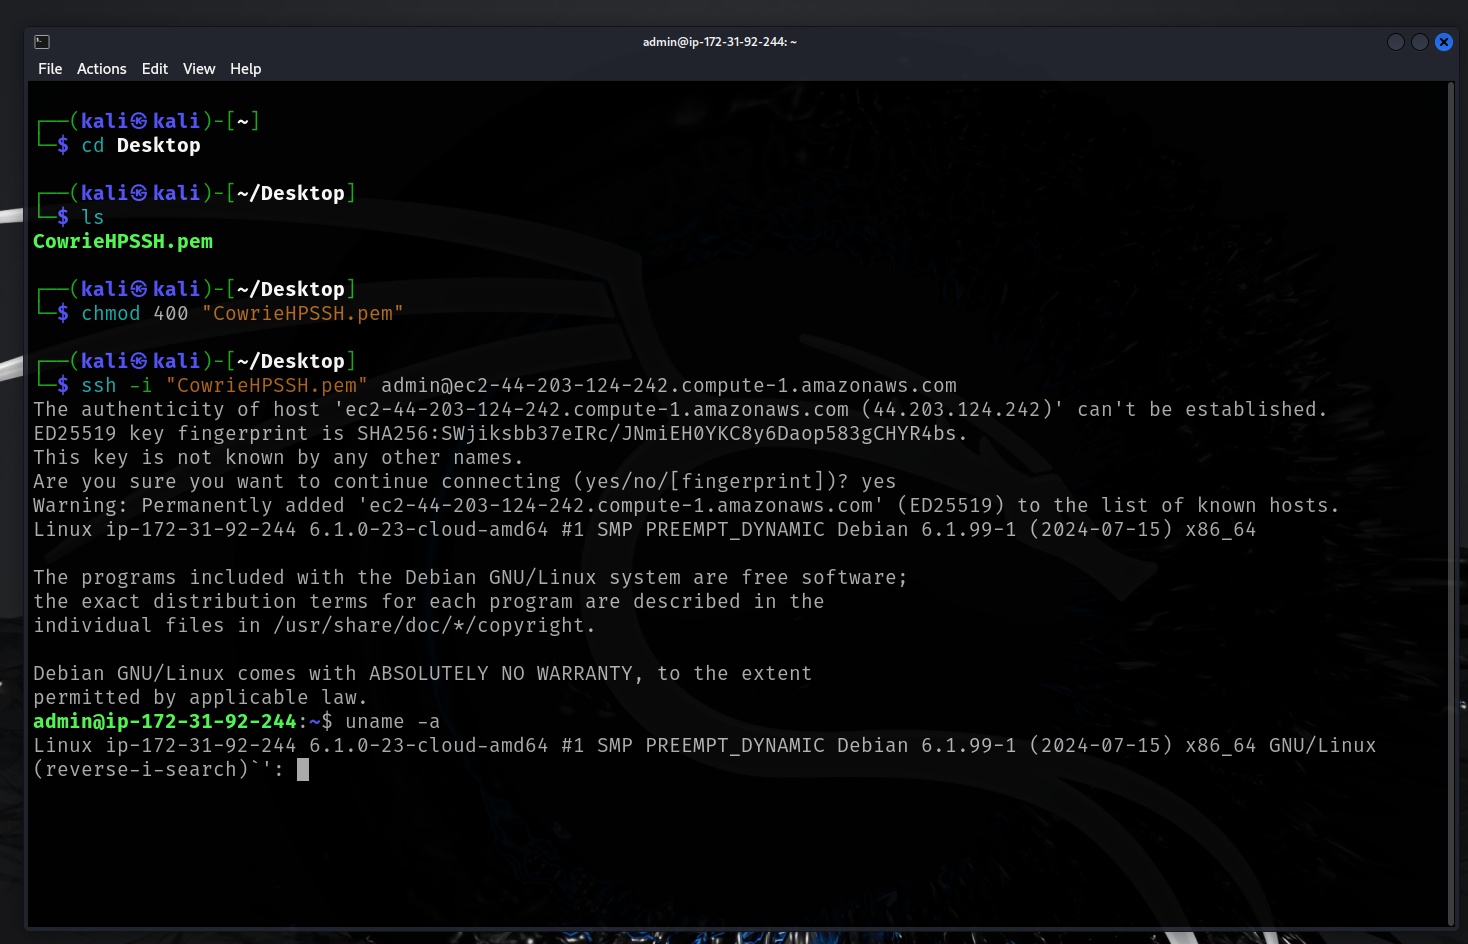 admin@ip-172-31-92-244: ~
File Actions Edit View Help
┌──(kali㉿kali)-[~]
└─$ cd Desktop
┌──(kali㉿kali)-[~/Desktop]
└─$ ls
CowrieHPSSH.pem
┌──(kali㉿kali)-[~/Desktop]
└─$ chmod 400 "CowrieHPSSH.pem"
┌──(kali㉿kali)-[~/Desktop]
└─$ ssh -i "CowrieHPSSH.pem" admin@ec2-44-203-124-242.compute-1.amazonaws.com
The authenticity of host 'ec2-44-203-124-242.compute-1.amazonaws.com (44.203.124.242)' can't be established.
ED25519 key fingerprint is SHA256:SWjiksbb37eIRc/JNmiEH0YKC8y6Daop583gCHYR4bs.
This key is not known by any other names.
Are you sure you want to continue connecting (yes/no/[fingerprint])? yes
Warning: Permanently added 'ec2-44-203-124-242.compute-1.amazonaws.com' (ED25519) to the list of known hosts.
Linux ip-172-31-92-244 6.1.0-23-cloud-amd64 #1 SMP PREEMPT_DYNAMIC Debian 6.1.99-1 (2024-07-15) x86_64
The programs included with the Debian GNU/Linux system are free software;
the exact distribution terms for each program are described in the
individual files in /usr/share/doc/*/copyright.
Debian GNU/Linux comes with ABSOLUTELY NO WARRANTY, to the extent
permitted by applicable law.
admin@ip-172-31-92-244:~$ uname -a
Linux ip-172-31-92-244 6.1.0-23-cloud-amd64 #1 SMP PREEMPT_DYNAMIC Debian 6.1.99-1 (2024-07-15) x86_64 GNU/Linux
(reverse-i-search)`':